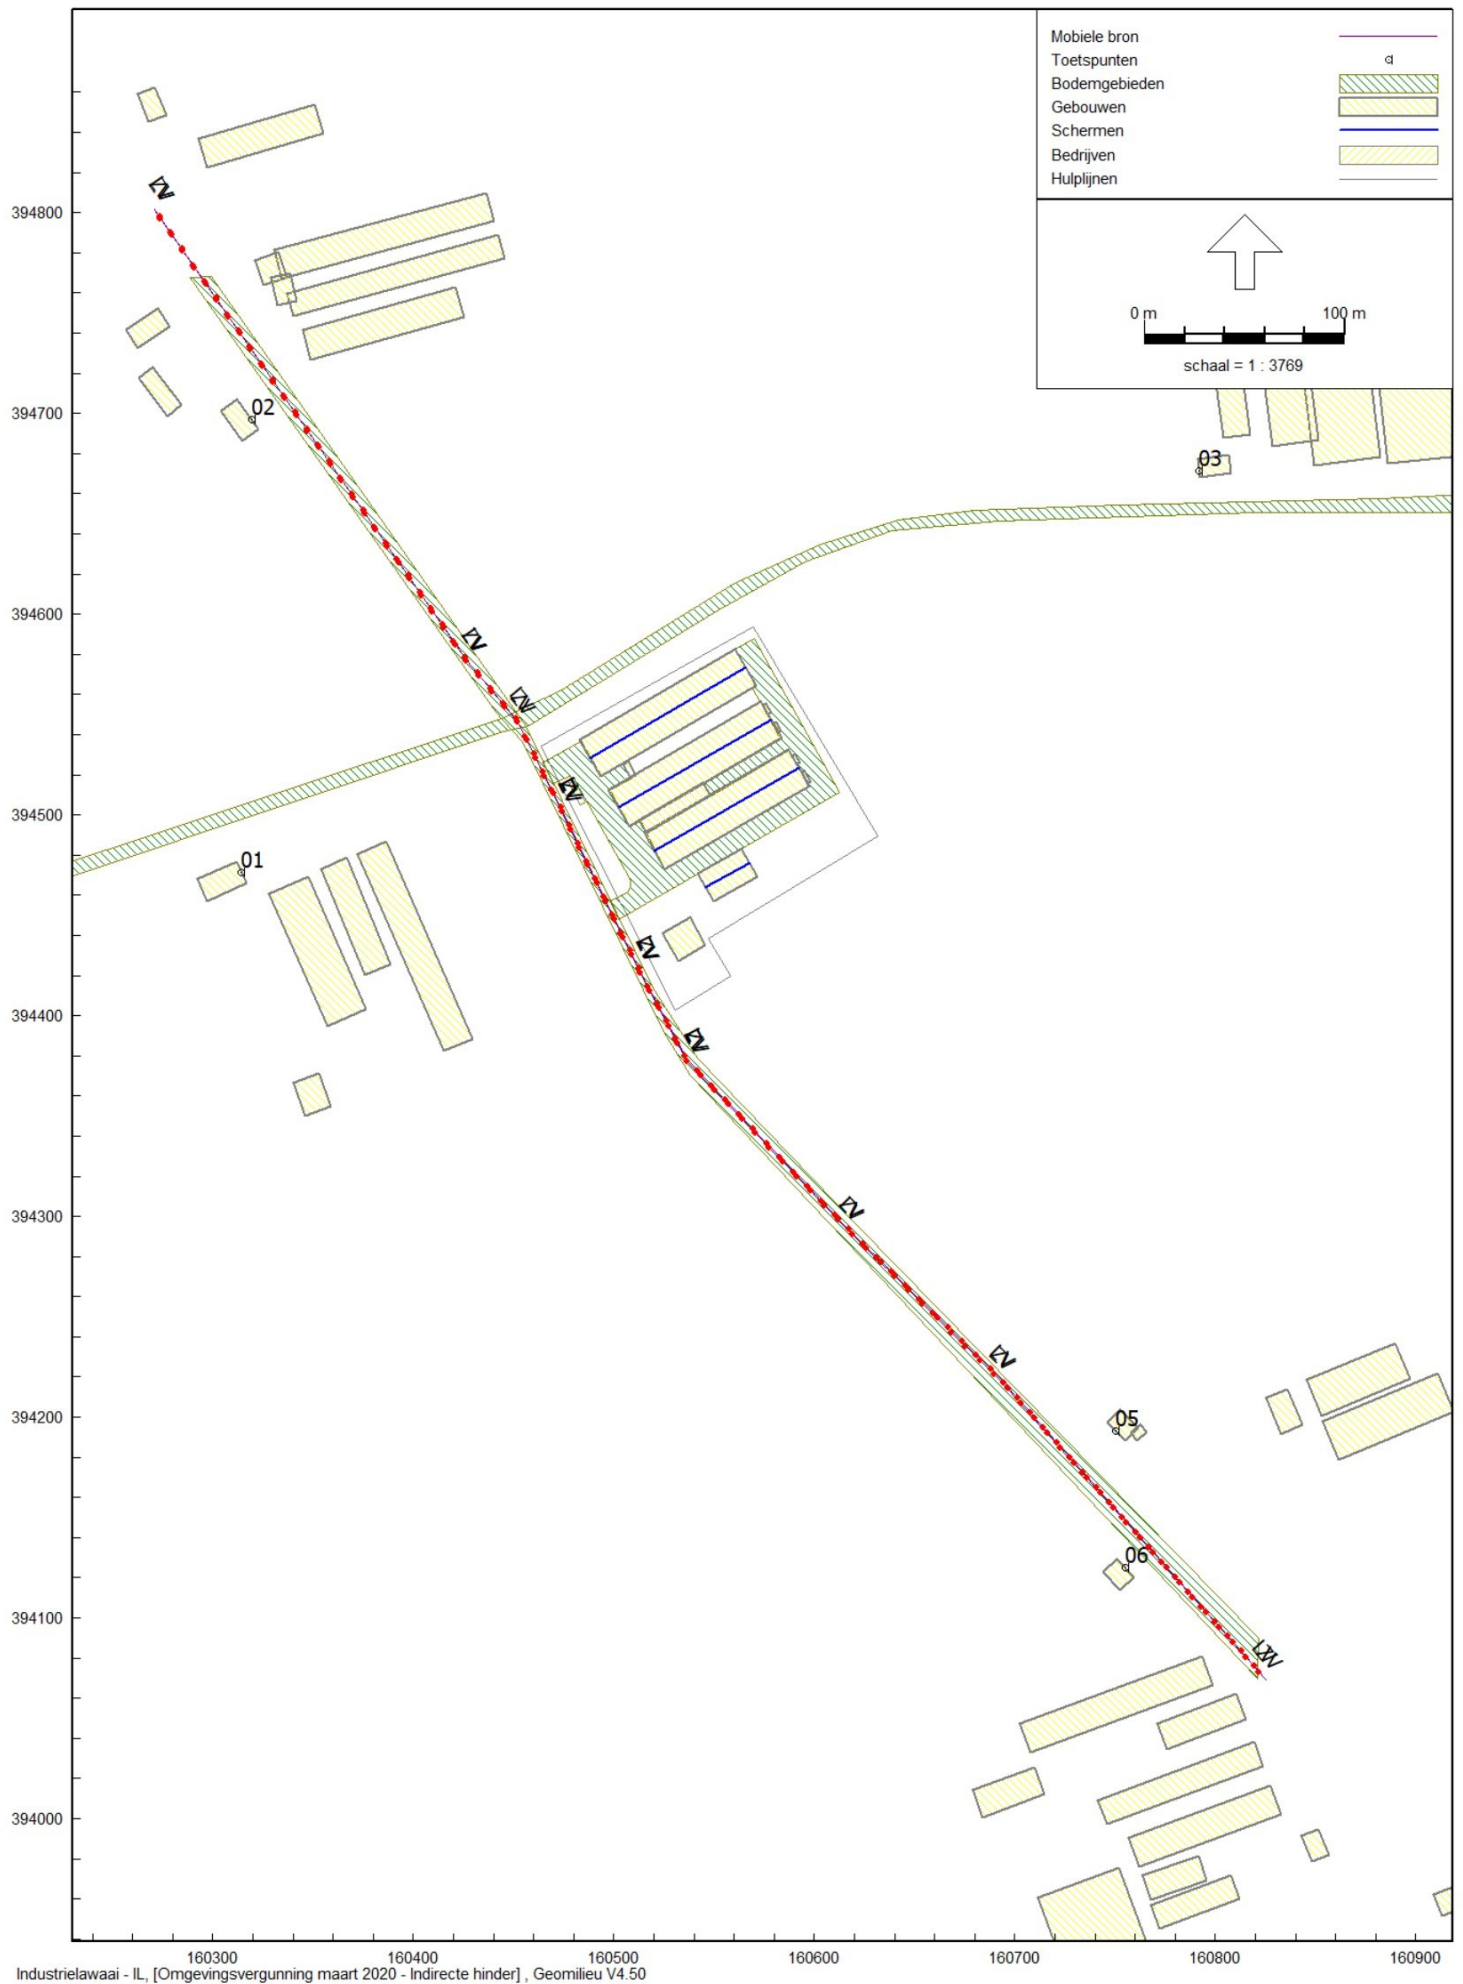 Mobiele bron
Toetspunten
Bodemgebieden
Gebouwen
Schermen
Bedrijven
Hulplijnen
0 m 100 m
schaal = 1 : 3769
394800
394700
394600
394500
394400
394300
394200
394100
394000
02
03
01
05
06
160300 160400 160500 160600 160700 160800 160900
Industrielawaai - IL, [Omgevingsvergunning maart 2020 - Indirecte hinder] , Geomilieu V4.50